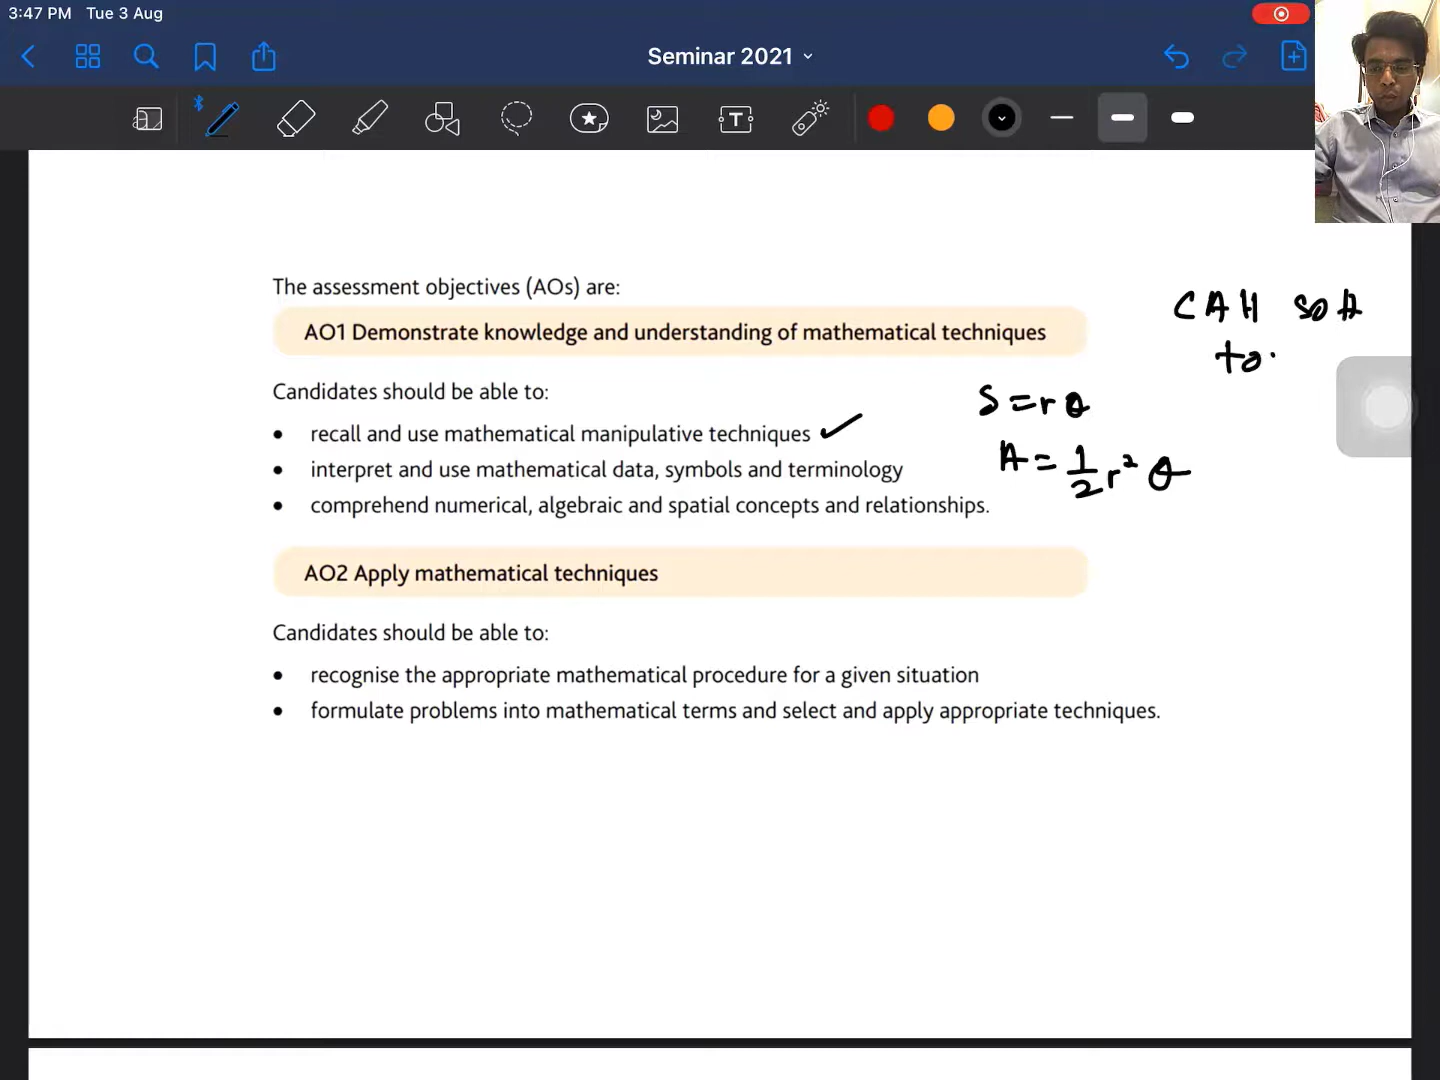 3:47 PM Tue 3 Aug
Seminar 2021
T
The assessment objectives (AOs) are:
CAH SOH
AO1 Demonstrate knowledge and understanding of mathematical techniques
to.
Candidates should be able to:
S = r θ
• recall and use mathematical manipulative techniques ✓
A = 1/2 r² θ
• interpret and use mathematical data, symbols and terminology
• comprehend numerical, algebraic and spatial concepts and relationships.
AO2 Apply mathematical techniques
Candidates should be able to:
• recognise the appropriate mathematical procedure for a given situation
• formulate problems into mathematical terms and select and apply appropriate techniques.